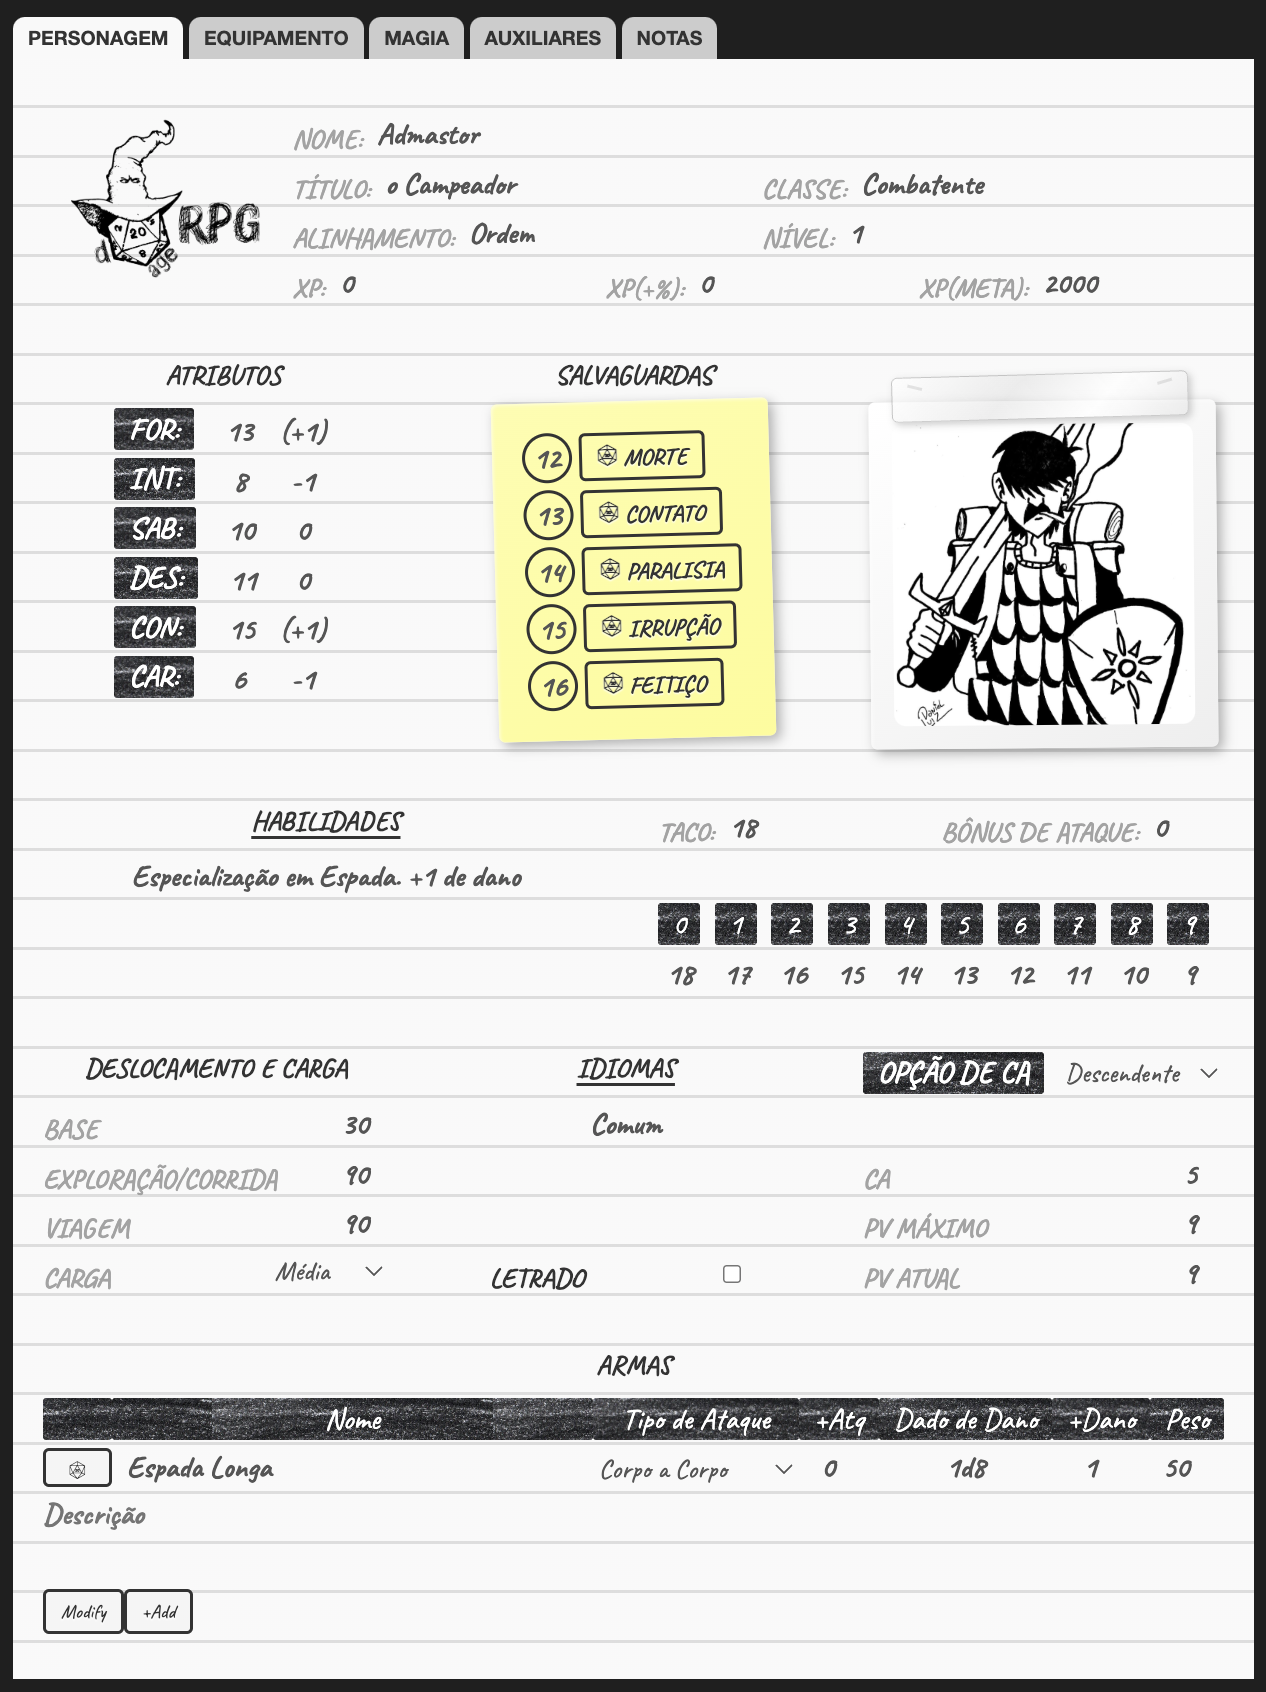 PERSONAGEM EQUIPAMENTO MAGIA AUXILIARES NOTAS
dRPG
20
age
NOME: Admastor
TÍTULO: o Campeador CLASSE: Combatente
ALINHAMENTO: Ordem NÍVEL: 1
XP: 0 XP(+%): 0 XP(META): 2000
ATRIBUTOS SALVAGUARDAS
FOR: 13 (+1)
INT: 8 -1
SAB: 10 0
DES: 11 0
CON: 15 (+1)
CAR: 6 -1
12 MORTE
13 CONTATO
14 PARALISIA
15 IRRUPÇÃO
16 FEITIÇO
HABILIDADES TACO: 18 BÔNUS DE ATAQUE: 0
Especialização em Espada. +1 de dano
0 1 2 3 4 5 6 7 8 9
18 17 16 15 14 13 12 11 10 9
DESLOCAMENTO E CARGA IDIOMAS OPÇÃO DE CA Descendente
BASE 30 Comum
EXPLORAÇÃO/CORRIDA 90 CA 5
VIAGEM 90 PV MÁXIMO 9
CARGA Média LETRADO PV ATUAL 9
ARMAS
Nome Tipo de Ataque +Atq Dado de Dano +Dano Peso
Espada Longa Corpo a Corpo 0 1d8 1 50
Descrição
Modify +Add